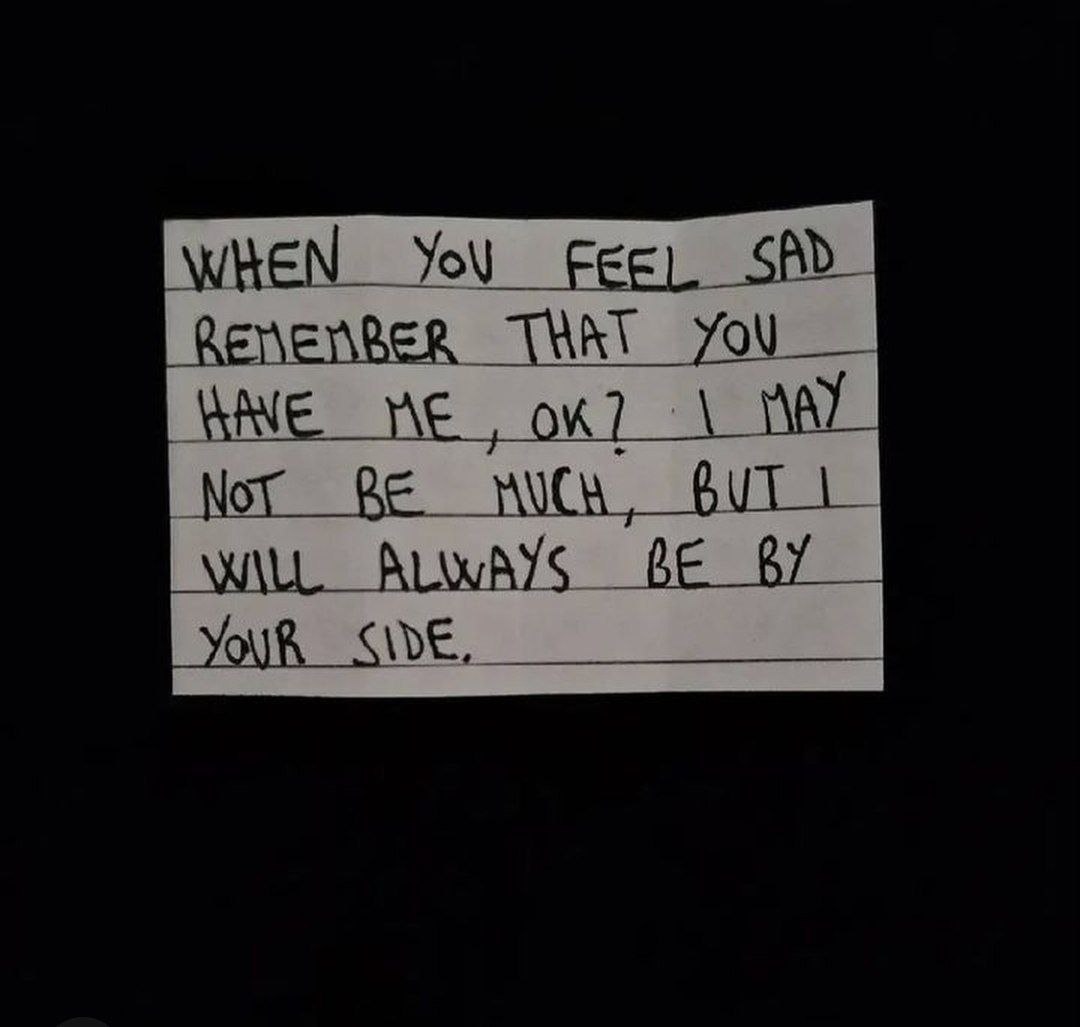 WHEN YOU FEEL SAD
REMEMBER THAT YOU
HAVE ME, OK? I MAY
NOT BE MUCH, BUT I
WILL ALWAYS BE BY
YOUR SIDE.